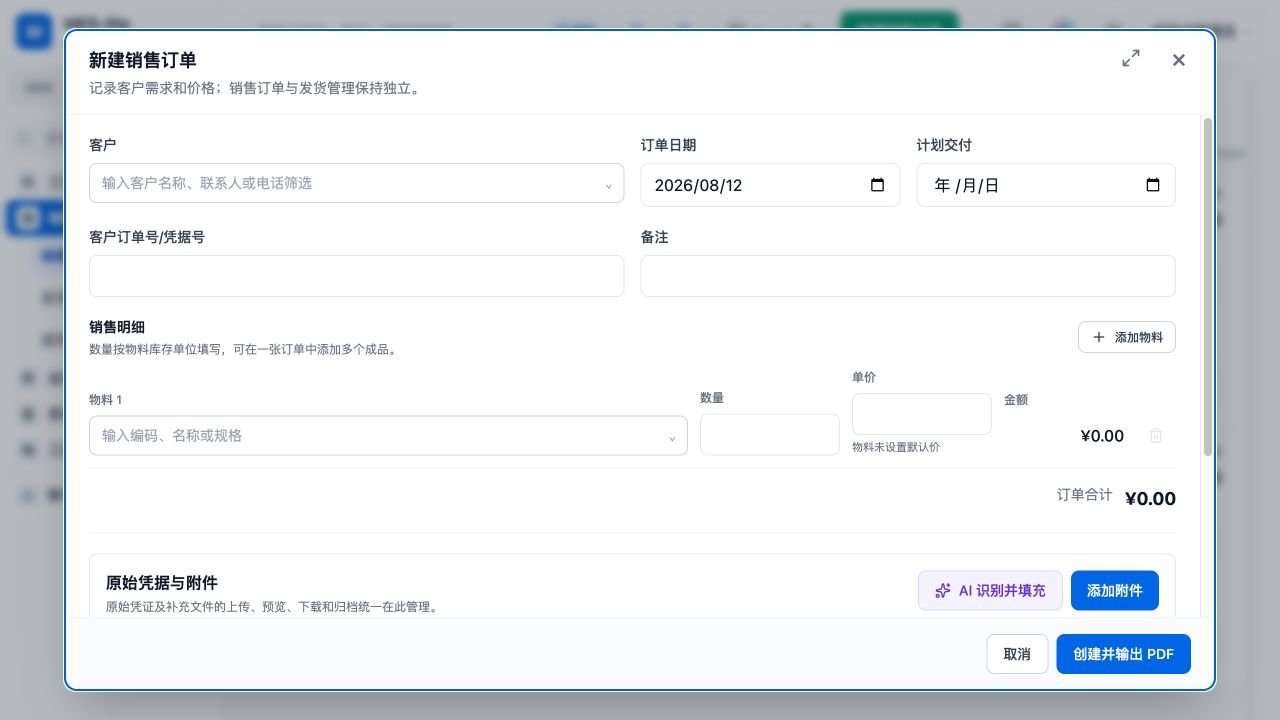 新建销售订单
记录客户需求和价格；销售订单与发货管理保持独立。
客户
订单日期
计划交付
输入客户名称、联系人或电话筛选
2026/08/12
年 /月/日
客户订单号/凭据号
备注
销售明细
数量按物料库存单位填写，可在一张订单中添加多个成品。
添加物料
物料 1
数量
单价
金额
输入编码、名称或规格
¥0.00
物料未设置默认价
订单合计
¥0.00
原始凭据与附件
原始凭证及补充文件的上传、预览、下载和归档统一在此管理。
AI 识别并填充
添加附件
取消
创建并输出 PDF